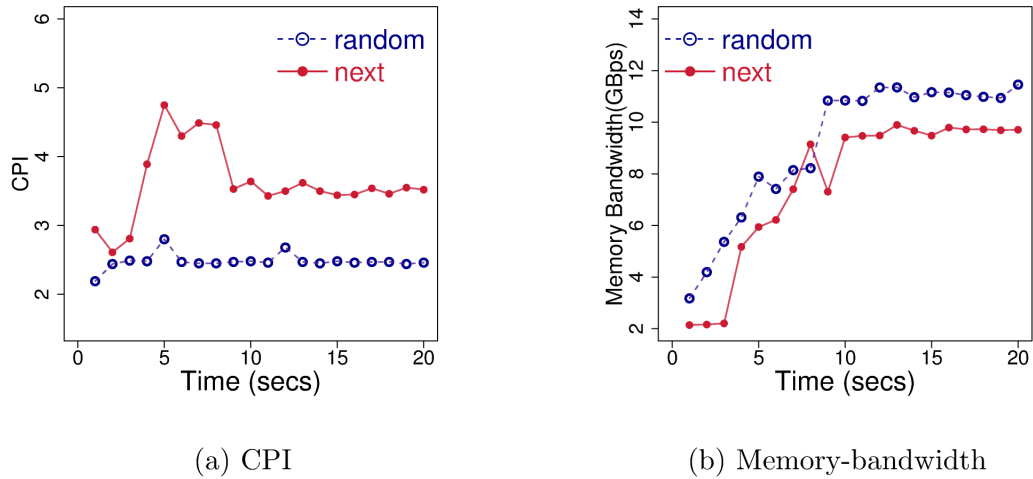 6
5
4
3
2
CPI
random
next
0 5 10 15 20
Time (secs)
(a) CPI
14
12
10
8
6
4
2
Memory Bandwidth(GBps)
random
next
0 5 10 15 20
Time (secs)
(b) Memory-bandwidth